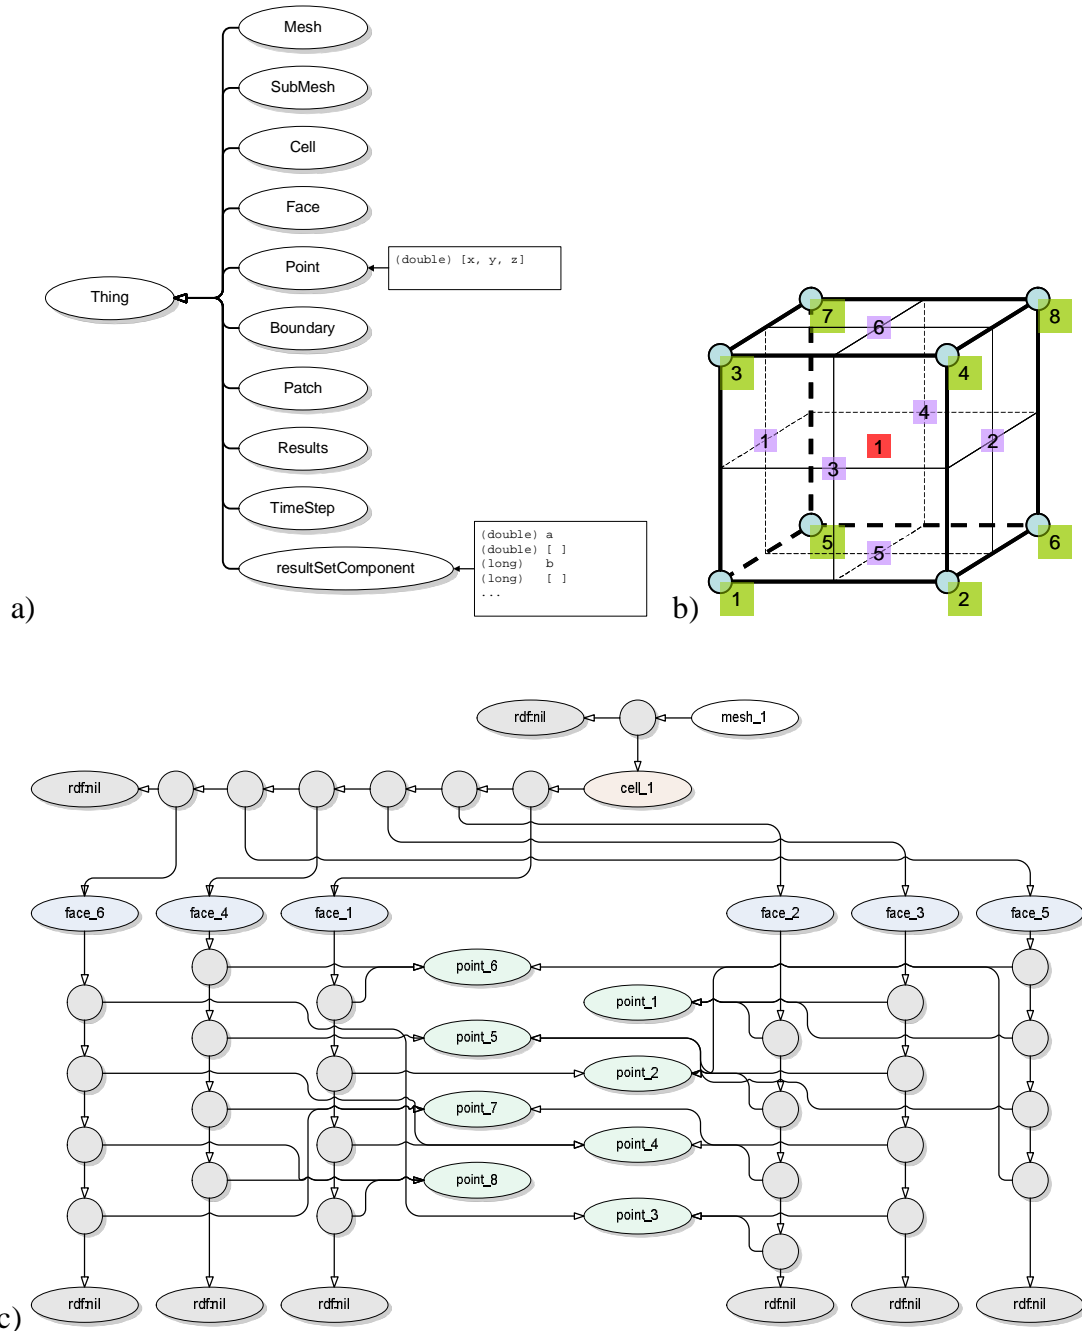 Mesh
SubMesh
Cell
Face
Point
(double) [x, y, z]
Thing
Boundary
Patch
Results
TimeStep
resultSetComponent
(double) a
(double) [ ]
(long) b
(long) [ ]
...
a)
7
8
6
3
4
4
1
1
2
3
5
6
5
1
2
b)
rdf:nil
mesh_1
rdf:nil
cell_1
face_6
face_4
face_1
face_2
face_3
face_5
point_6
point_1
point_5
point_2
point_7
point_4
point_8
point_3
rdf:nil
rdf:nil
rdf:nil
rdf:nil
rdf:nil
rdf:nil
c)